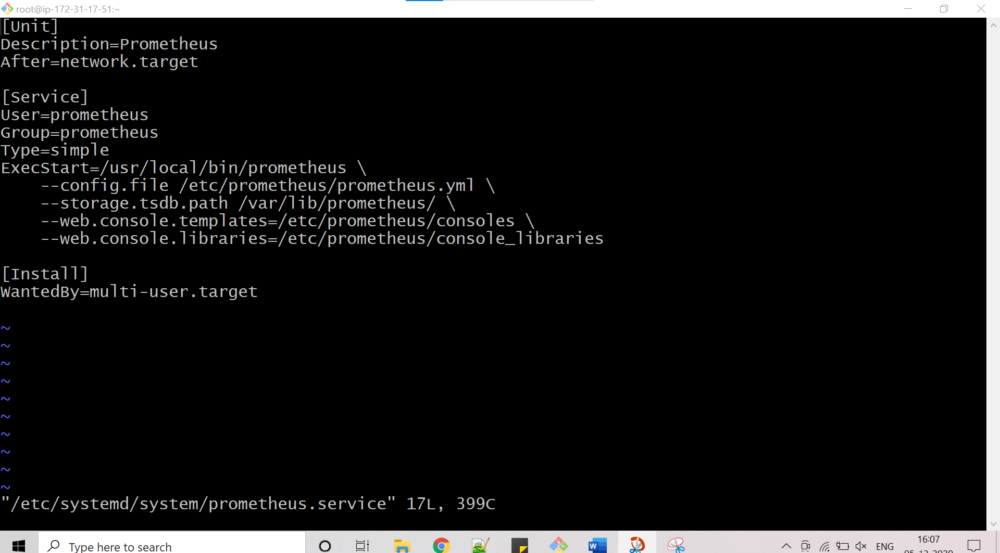 root@ip-172-31-17-51:~
[Unit]
Description=Prometheus
After=network.target
[Service]
User=prometheus
Group=prometheus
Type=simple
ExecStart=/usr/local/bin/prometheus \
    --config.file /etc/prometheus/prometheus.yml \
    --storage.tsdb.path /var/lib/prometheus/ \
    --web.console.templates=/etc/prometheus/consoles \
    --web.console.libraries=/etc/prometheus/console_libraries
[Install]
WantedBy=multi-user.target
~
~
~
~
~
~
~
~
~
~
"/etc/systemd/system/prometheus.service" 17L, 399C
Type here to search
W
ENG
16:07